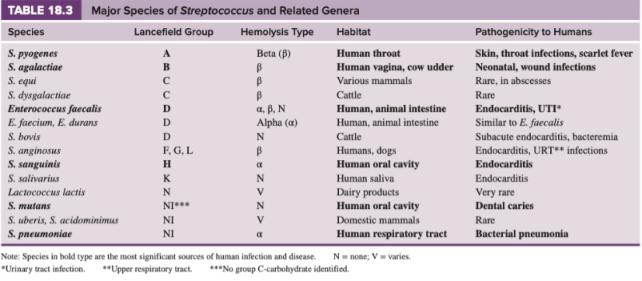 TABLE 18.3 Major Species of Streptococcus and Related Genera
Species Lancefield Group Hemolysis Type Habitat Pathogenicity to Humans
S. pyogenes A Beta (β) Human throat Skin, throat infections, scarlet fever
S. agalactiae B β Human vagina, cow udder Neonatal, wound infections
S. equi C β Various mammals Rare, in abscesses
S. dysgalactiae C β Cattle Rare
Enterococcus faecalis D α, β, N Human, animal intestine Endocarditis, UTI*
E. faecium, E. durans D Alpha (α) Human, animal intestine Similar to E. faecalis
S. bovis D N Cattle Subacute endocarditis, bacteremia
S. anginosus F, G, L β Humans, dogs Endocarditis, URT** infections
S. sanguinis H α Human oral cavity Endocarditis
S. salivarius K N Human saliva Endocarditis
Lactococcus lactis N V Dairy products Very rare
S. mutans NI*** N Human oral cavity Dental caries
S. uberis, S. acidominimus NI V Domestic mammals Rare
S. pneumoniae NI α Human respiratory tract Bacterial pneumonia
Note: Species in bold type are the most significant sources of human infection and disease. N = none; V = varies.
*Urinary tract infection. **Upper respiratory tract. ***No group C-carbohydrate identified.